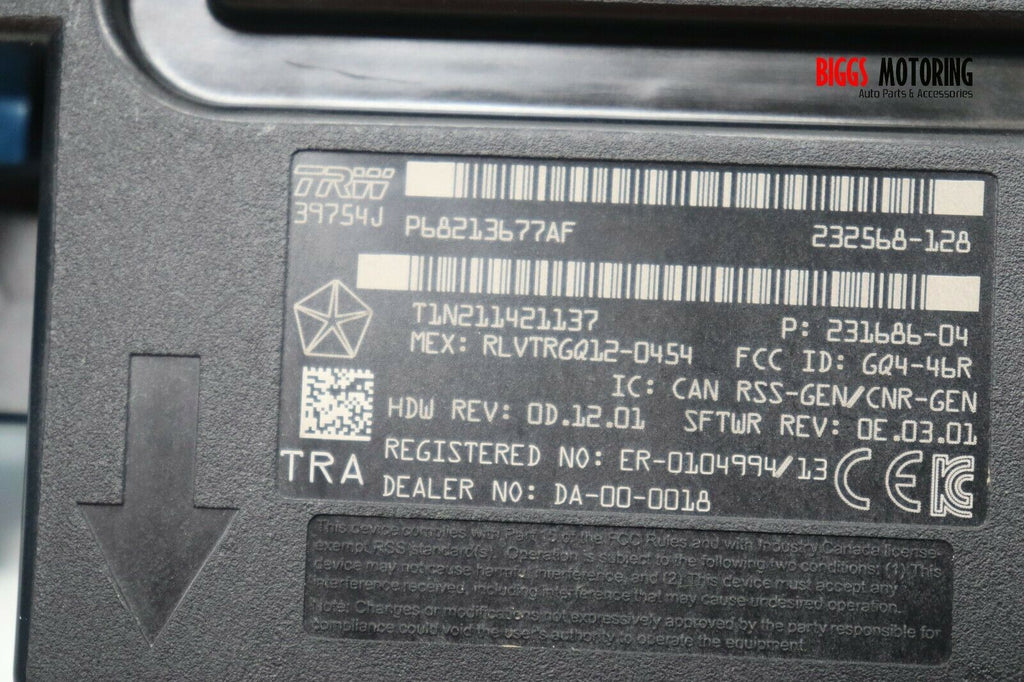 BIGGS MOTORING
Auto Parts & Accessories
TRW
39754J
P68213677AF
232568-128
T1N211421137
P: 231686-04
MEX: RLVTRGQ12-0454
FCC ID: GQ4-46R
IC: CAN RSS-GEN/CNR-GEN
HDW REV: 0D.12.01
SFTWR REV: 0E.03.01
TRA
REGISTERED NO: ER-0104994/13
DEALER NO: DA-00-0018
CE
This device complies with Part 15 of the FCC Rules and with Industry Canada license-
exempt RSS standard(s). Operation is subject to the following two conditions: (1) This
device may not cause harmful interference, and (2) This device must accept any
interference received, including interference that may cause undesired operation.
Note: Changes or modifications not expressively approved by the party responsible for
compliance could void the user's authority to operate the equipment.